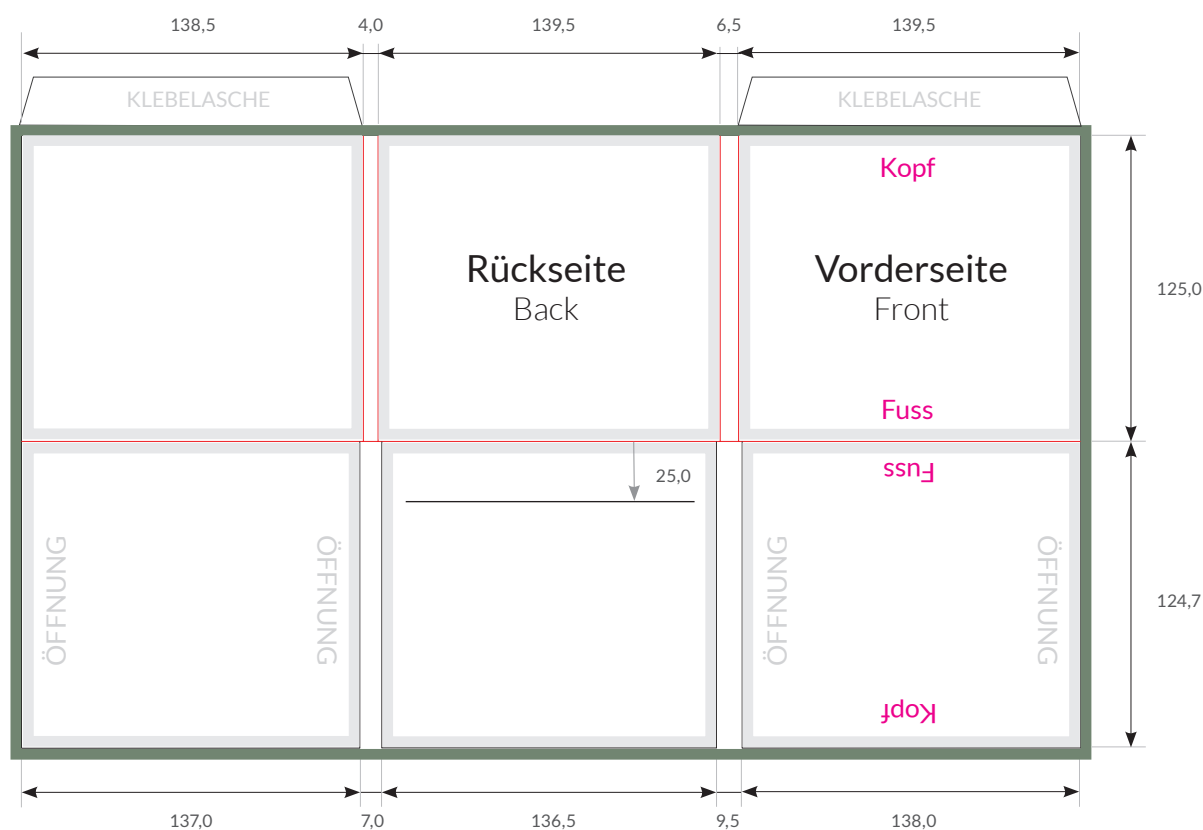 138,5
4,0
139,5
6,5
139,5
KLEBELASCHE
KLEBELASCHE
Kopf
Rückseite
Back
Vorderseite
Front
125,0
Fuss
Fuss
25,0
ÖFFNUNG
ÖFFNUNG
ÖFFNUNG
ÖFFNUNG
124,7
Kopf
137,0
7,0
136,5
9,5
138,0